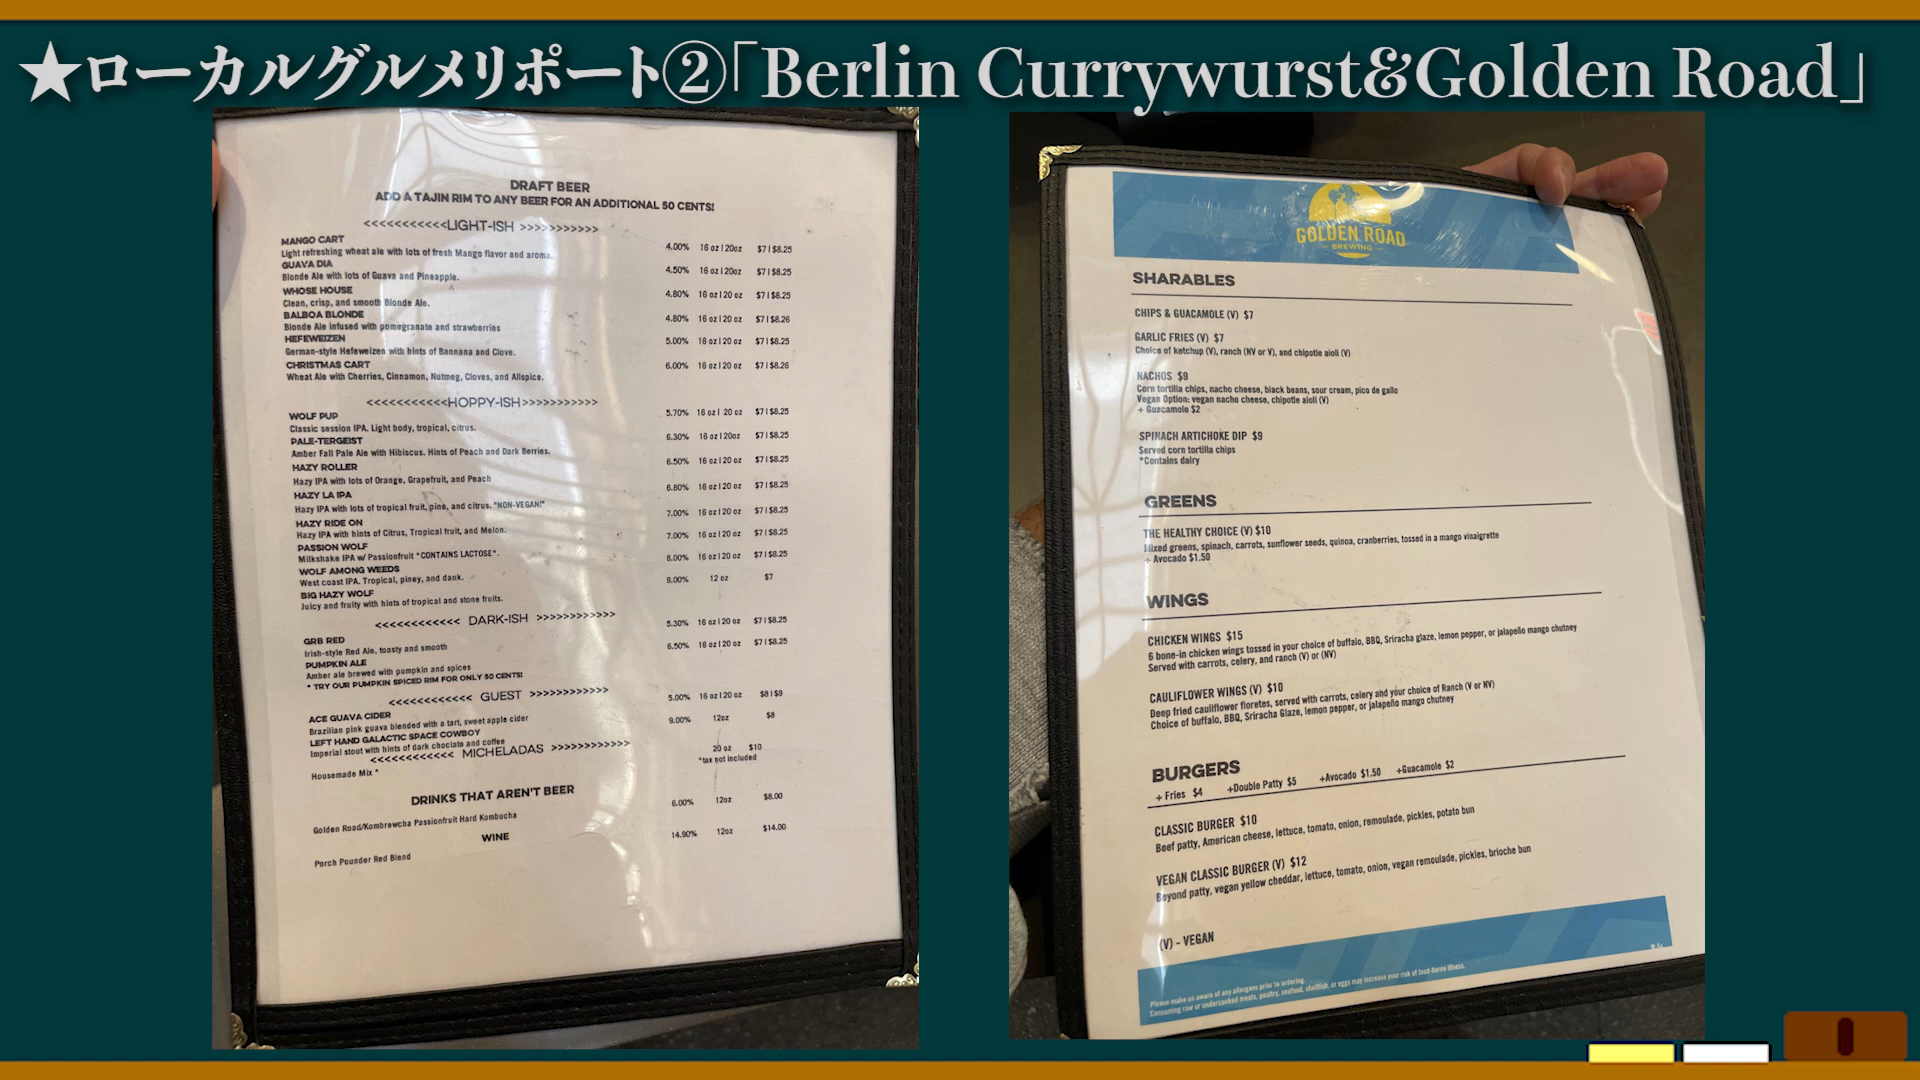 ★ローカルグルメリポート②「Berlin Currywurst&Golden Road」
DRAFT BEER
ADD A TAJIN RIM TO ANY BEER FOR AN ADDITIONAL 50 CENTS!
<<<<<<<<<<<LIGHT-ISH >>>>>>>>>>>
MANGO CART
Light refreshing wheat ale with lots of fresh Mango flavor and aroma.
4.00% 16 oz | 20oz $7 | $8.25
GUAVA DIA
Blonde Ale with lots of Guava and Pineapple.
4.50% 16 oz | 20oz $7 | $8.25
WHOSE HOUSE
Clean, crisp, and smooth Blonde Ale.
4.80% 16 oz | 20 oz $7 | $8.25
BALBOA BLONDE
Blonde Ale infused with pomegranate and strawberries
4.80% 16 oz | 20 oz $7 | $8.26
HEFEWEIZEN
German-style Hefeweizen with hints of Bannana and Clove.
5.00% 16 oz | 20 oz $7 | $8.25
CHRISTMAS CART
Wheat Ale with Cherries, Cinnamon, Nutmeg, Cloves, and Allspice.
6.00% 16 oz | 20 oz $7 | $8.26
<<<<<<<<<<<HOPPY-ISH>>>>>>>>>>>
WOLF PUP
Classic session IPA. Light body, tropical, citrus.
5.70% 16 oz | 20 oz $7 | $8.25
PALE-TERGEIST
Amber Fall Pale Ale with Hibiscus. Hints of Peach and Dark Berries.
6.30% 16 oz | 20oz $7 | $8.25
HAZY ROLLER
Hazy IPA with lots of Orange, Grapefruit, and Peach
6.50% 16 oz | 20 oz $7 | $8.25
HAZY LA IPA
Hazy IPA with lots of tropical fruit, pine, and citrus. *NON-VEGAN!*
6.80% 16 oz | 20 oz $7 | $8.25
HAZY RIDE ON
Hazy IPA with hints of Citrus, Tropical fruit, and Melon.
7.00% 16 oz | 20 oz $7 | $8.25
PASSION WOLF
Milkshake IPA w/ Passionfruit *CONTAINS LACTOSE*.
7.00% 16 oz | 20 oz $7 | $8.25
WOLF AMONG WEEDS
West coast IPA. Tropical, piney, and dank.
8.00% 16 oz | 20 oz $7 | $8.25
BIG HAZY WOLF
Juicy and fruity with hints of tropical and stone fruits.
9.00% 12 oz $7
<<<<<<<<<<<< DARK-ISH >>>>>>>>>>>
GRB RED
Irish-style Red Ale, toasty and smooth
5.30% 16 oz | 20 oz $7 | $8.25
PUMPKIN ALE
Amber ale brewed with pumpkin and spices
6.50% 16 oz | 20 oz $7 | $8.25
* TRY OUR PUMPKIN SPICED RIM FOR ONLY 50 CENTS!
<<<<<<<<<<<< GUEST >>>>>>>>>>>
ACE GUAVA CIDER
Brazilian pink guava blended with a tart, sweet apple cider
5.00% 16 oz | 20 oz $8 | $9
LEFT HAND GALACTIC SPACE COWBOY
Imperial stout with hints of dark choclate and coffee
9.00% 12oz $8
<<<<<<<<<<<< MICHELADAS >>>>>>>>>>>
Housemade Mix *
20 oz $10
*tax not included
DRINKS THAT AREN'T BEER
Golden Road/Kombrewcha Passionfruit Hard Kombucha
6.00% 12oz $8.00
WINE
Porch Pounder Red Blend
14.90% 12oz $14.00
GOLDEN ROAD
BREWING
SHARABLES
CHIPS & GUACAMOLE (V) $7
GARLIC FRIES (V) $7
Choice of ketchup (V), ranch (NV or V), and chipotle aioli (V)
NACHOS $9
Corn tortilla chips, nacho cheese, black beans, sour cream, pico de gallo
Vegan Option: vegan nacho cheese, chipotle aioli (V)
+ Guacamole $2
SPINACH ARTICHOKE DIP $9
Served corn tortilla chips
*Contains dairy
GREENS
THE HEALTHY CHOICE (V) $10
Mixed greens, spinach, carrots, sunflower seeds, quinoa, cranberries, tossed in a mango vinaigrette
+ Avocado $1.50
WINGS
CHICKEN WINGS $15
6 bone-in chicken wings tossed in your choice of buffalo, BBQ, Sriracha glaze, lemon pepper, or jalapeño mango chutney
Served with carrots, celery, and ranch (V) or (NV)
CAULIFLOWER WINGS (V) $10
Deep fried cauliflower floretes, served with carrots, celery and your choice of Ranch (V or NV)
Choice of buffalo, BBQ, Sriracha Glaze, lemon pepper, or jalapeño mango chutney
BURGERS
+ Fries $4 +Double Patty $5 +Avocado $1.50 +Guacamole $2
CLASSIC BURGER $10
Beef patty, American cheese, lettuce, tomato, onion, remoulade, pickles, potato bun
VEGAN CLASSIC BURGER (V) $12
Beyond patty, vegan yellow cheddar, lettuce, tomato, onion, vegan remoulade, pickles, brioche bun
(V) - VEGAN
Please make us aware of any allergens prior to ordering.
Consuming raw or undercooked meats, poultry, seafood, shellfish, or eggs may increase your risk of food-borne illness.